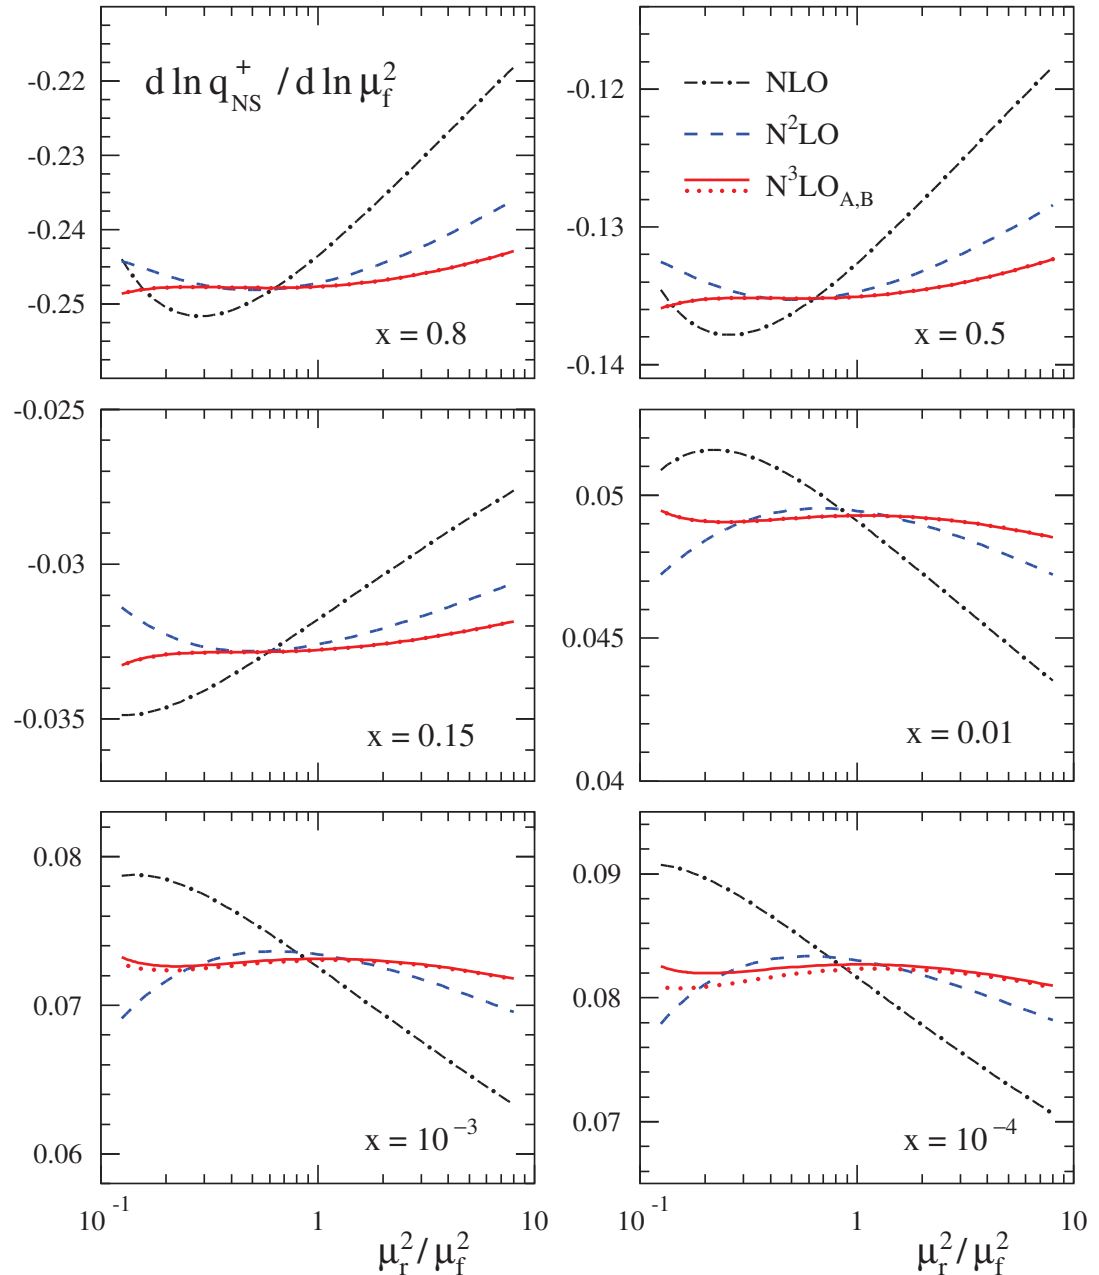 d ln q⁺NS / d ln μ²f
-0.22
-0.23
-0.24
-0.25
x = 0.8
NLO
N²LO
N³LO A,B
-0.12
-0.13
-0.14
x = 0.5
-0.025
-0.03
-0.035
x = 0.15
0.05
0.045
0.04
x = 0.01
0.08
0.07
0.06
x = 10⁻³
10⁻¹ 1 10
μ²r / μ²f
0.09
0.08
0.07
x = 10⁻⁴
10⁻¹ 1 10
μ²r / μ²f